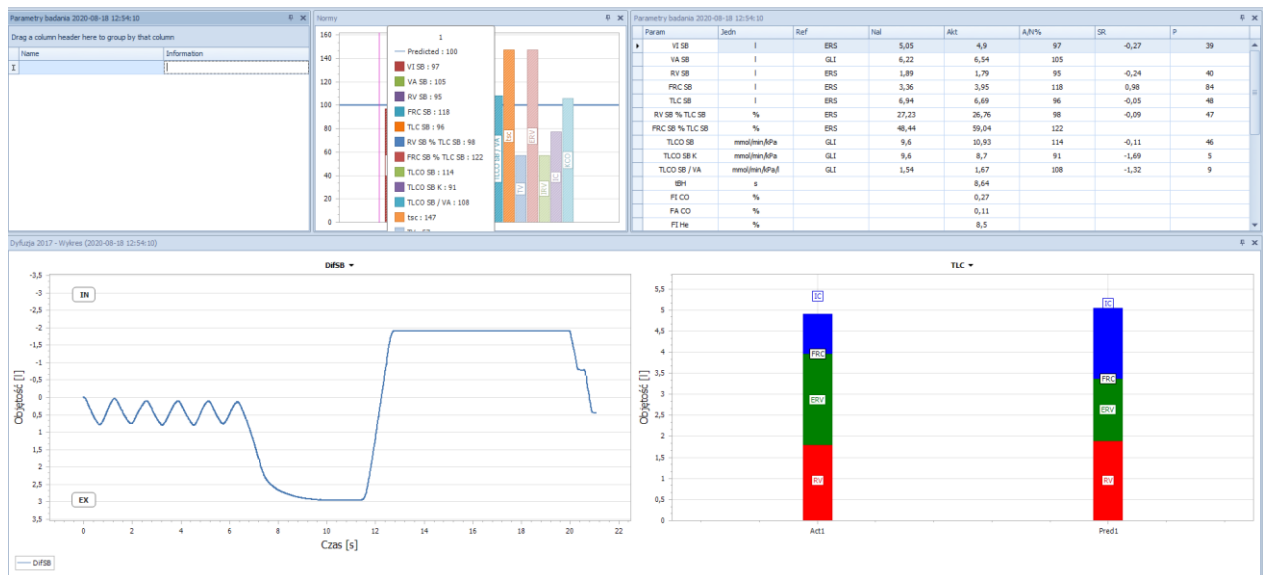 Parametry badania 2020-08-18 12:54:10
Drag a column header here to group by that column
Name Information
Normy
160
140
120
100
80
60
40
20
0
1
Predicted : 100
VI SB : 97
VA SB : 105
RV SB : 95
FRC SB : 118
TLC SB : 96
RV SB % TLC SB : 98
FRC SB % TLC SB : 122
TLCO SB : 114
TLCO SB K : 91
TLCO SB / VA : 108
tsc : 147
TLCO SB / VA
tsc
TV
ERV
IRV
IC
KCO
Parametry badania 2020-08-18 12:54:10
Param Jedn Ref Nal Akt A/N% SR P
VI SB l ERS 5,05 4,9 97 -0,27 39
VA SB l GLI 6,22 6,54 105
RV SB l ERS 1,89 1,79 95 -0,24 40
FRC SB l ERS 3,36 3,95 118 0,98 84
TLC SB l ERS 6,94 6,69 96 -0,05 48
RV SB % TLC SB % ERS 27,23 26,76 98 -0,09 47
FRC SB % TLC SB % ERS 48,44 59,04 122
TLCO SB mmol/min/kPa GLI 9,6 10,93 114 -0,11 46
TLCO SB K mmol/min/kPa GLI 9,6 8,7 91 -1,69 5
TLCO SB / VA mmol/min/kPa/l GLI 1,54 1,67 108 -1,32 9
tBH s 8,64
FI CO % 0,27
FA CO % 0,11
FI He % 8,5
Dyfuzja 2017 - Wykres (2020-08-18 12:54:10)
DifSB
-3,5
-3
-2,5
-2
-1,5
-1
-0,5
0
0,5
1
1,5
2
2,5
3
3,5
IN
EX
Objętość [l]
0 2 4 6 8 10 12 14 16 18 20 22
Czas [s]
DifSB
TLC
5,5
5
4,5
4
3,5
3
2,5
2
1,5
1
0,5
0
Objętość [l]
IC
FRC
ERV
RV
Act1
IC
FRC
ERV
RV
Pred1